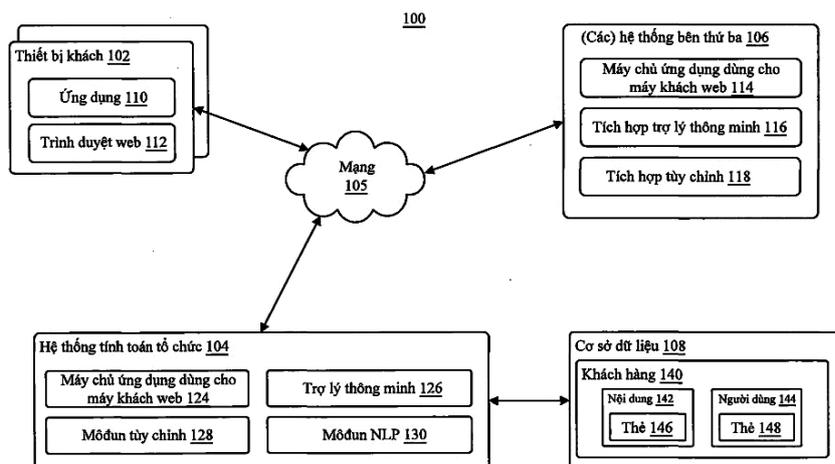 100
Thiết bị khách 102
Ứng dụng 110
Trình duyệt web 112
(Các) hệ thống bên thứ ba 106
Máy chủ ứng dụng dùng cho
máy khách web 114
Tích hợp trợ lý thông minh 116
Tích hợp tùy chỉnh 118
Mạng
105
Hệ thống tính toán tổ chức 104
Máy chủ ứng dụng dùng cho
máy khách web 124
Trợ lý thông minh 126
Môđun tùy chỉnh 128
Môđun NLP 130
Cơ sở dữ liệu 108
Khách hàng 140
Nội dung 142
Thẻ 146
Người dùng 144
Thẻ 148